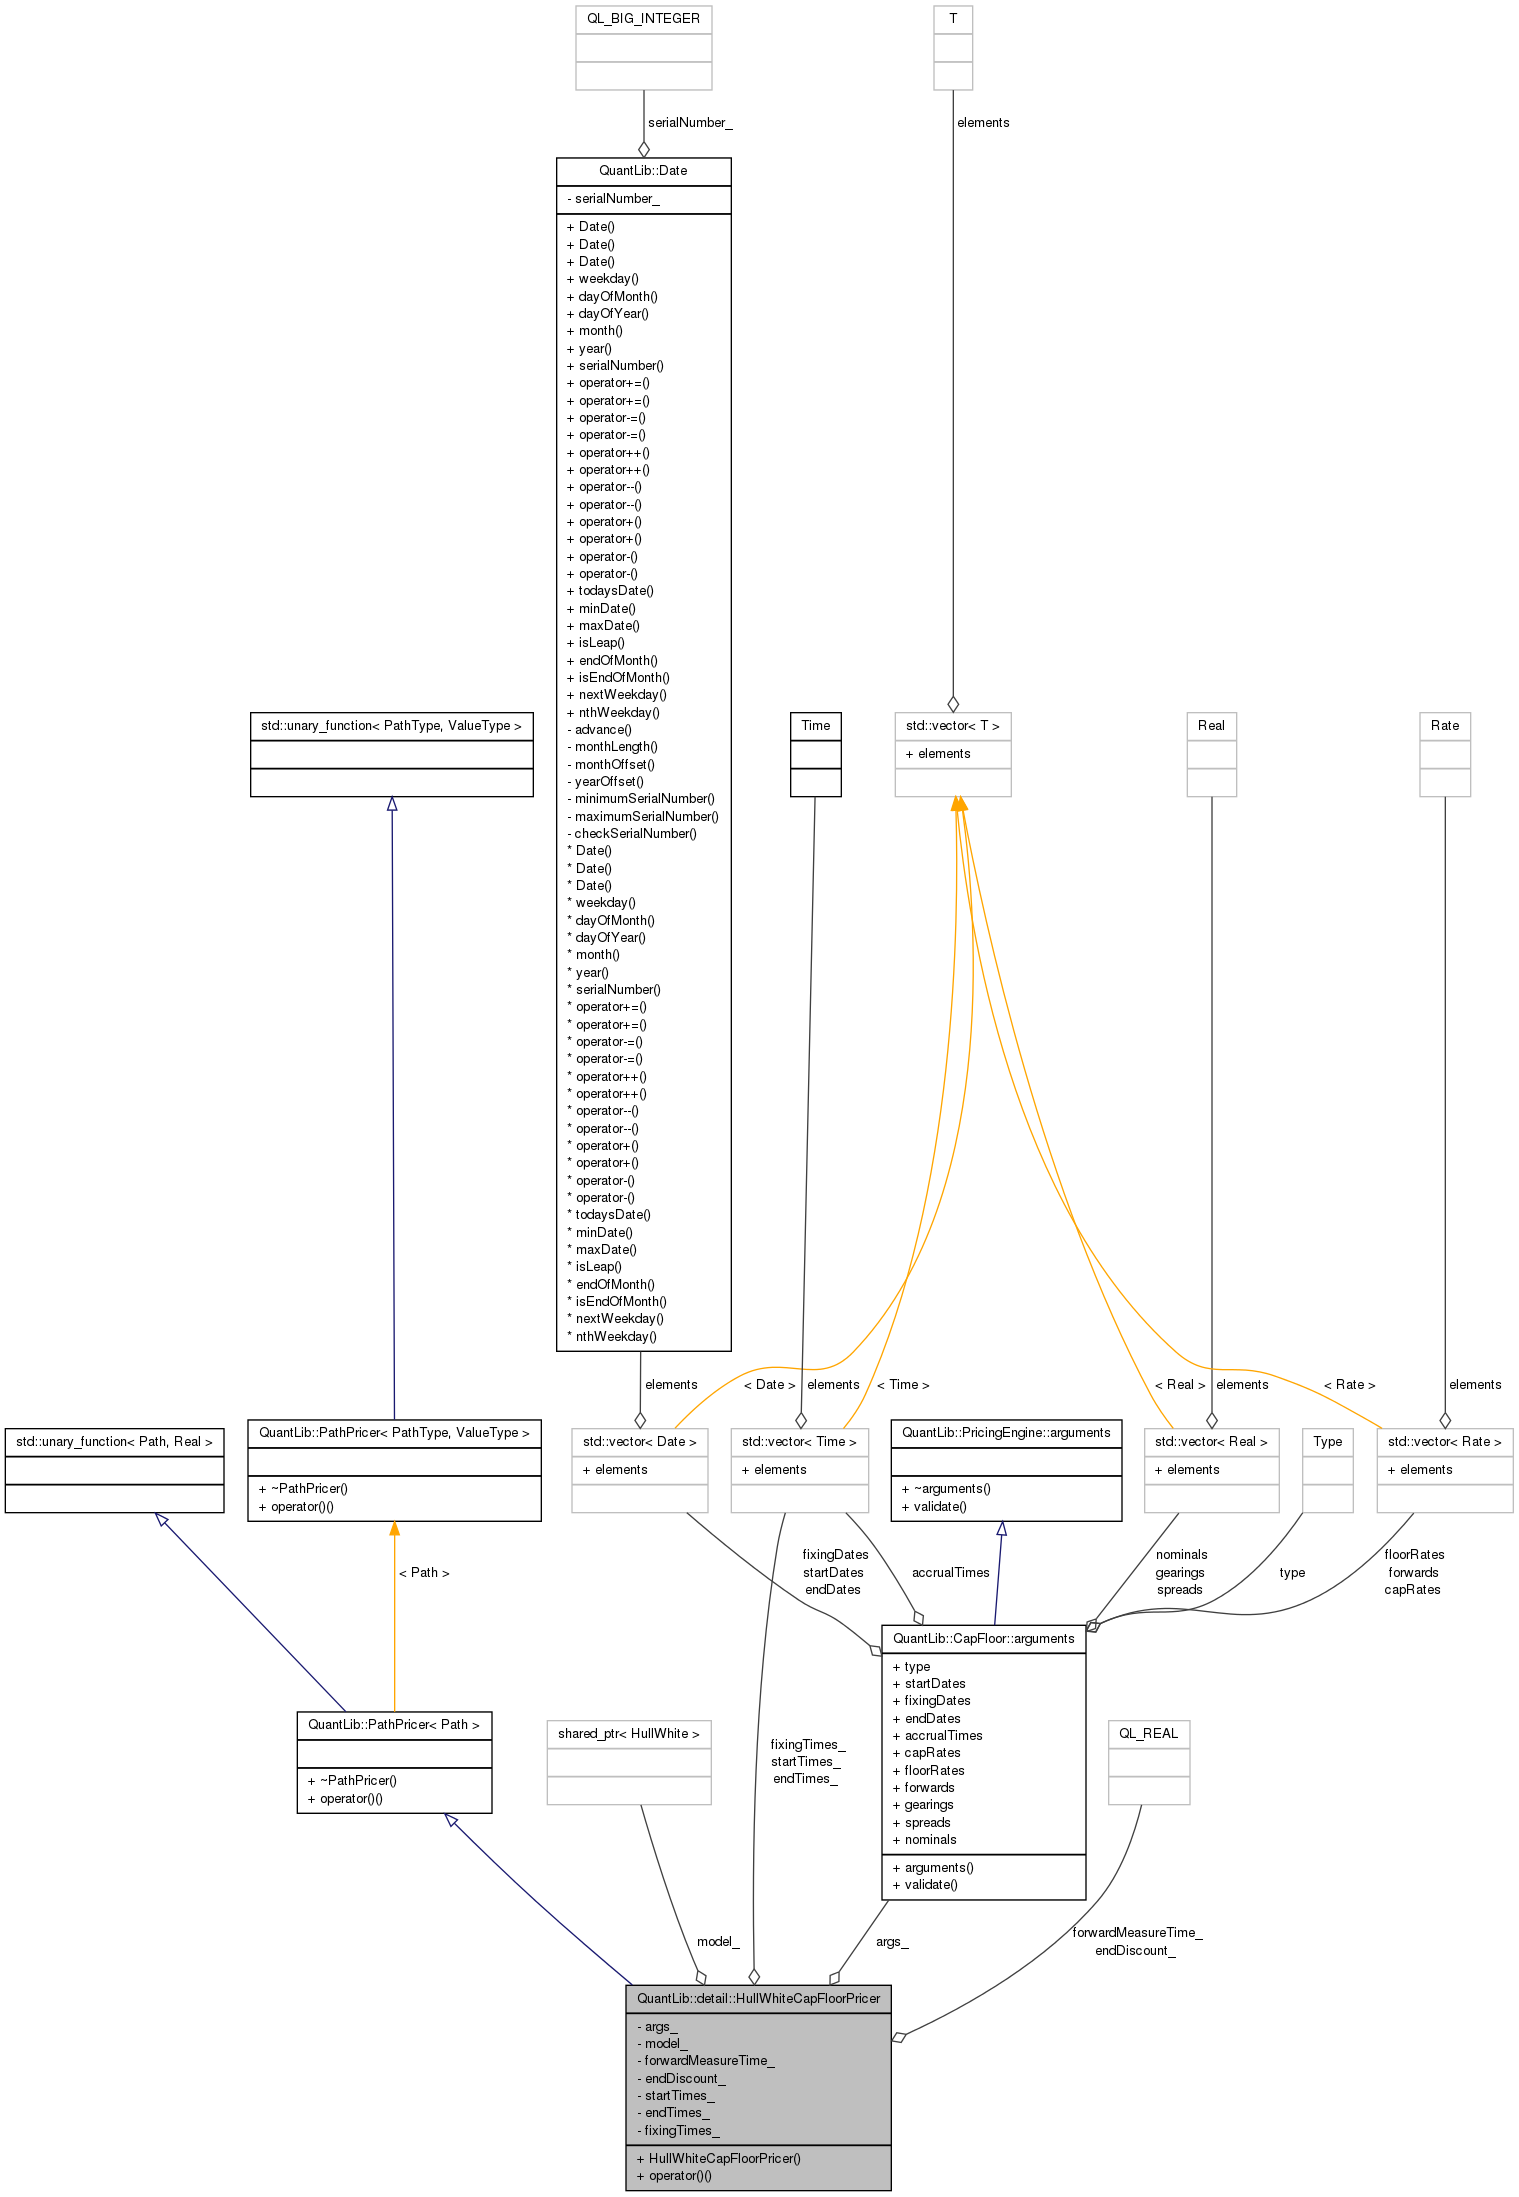 QL_BIG_INTEGER
T
serialNumber_
elements
QuantLib::Date
- serialNumber_
+ Date()
+ Date()
+ Date()
+ weekday()
+ dayOfMonth()
+ dayOfYear()
+ month()
+ year()
+ serialNumber()
+ operator+=()
+ operator+=()
+ operator-=()
+ operator-=()
+ operator++()
+ operator++()
+ operator--()
+ operator--()
+ operator+()
+ operator+()
+ operator-()
+ operator-()
+ todaysDate()
+ minDate()
+ maxDate()
+ isLeap()
+ endOfMonth()
+ isEndOfMonth()
+ nextWeekday()
+ nthWeekday()
- advance()
- monthLength()
- monthOffset()
- yearOffset()
- minimumSerialNumber()
- maximumSerialNumber()
- checkSerialNumber()
* Date()
* Date()
* Date()
* weekday()
* dayOfMonth()
* dayOfYear()
* month()
* year()
* serialNumber()
* operator+=()
* operator+=()
* operator-=()
* operator-=()
* operator++()
* operator++()
* operator--()
* operator--()
* operator+()
* operator+()
* operator-()
* operator-()
* todaysDate()
* minDate()
* maxDate()
* isLeap()
* endOfMonth()
* isEndOfMonth()
* nextWeekday()
* nthWeekday()
std::unary_function< PathType, ValueType >
Time
std::vector< T >
+ elements
Real
Rate
elements
< Date >
elements
< Time >
< Real >
elements
< Rate >
elements
std::unary_function< Path, Real >
QuantLib::PathPricer< PathType, ValueType >
+ ~PathPricer()
+ operator()()
std::vector< Date >
+ elements
std::vector< Time >
+ elements
QuantLib::PricingEngine::arguments
+ ~arguments()
+ validate()
std::vector< Real >
+ elements
Type
std::vector< Rate >
+ elements
< Path >
fixingDates
startDates
endDates
accrualTimes
nominals
gearings
spreads
type
floorRates
forwards
capRates
QuantLib::PathPricer< Path >
+ ~PathPricer()
+ operator()()
shared_ptr< HullWhite >
fixingTimes_
startTimes_
endTimes_
QuantLib::CapFloor::arguments
+ type
+ startDates
+ fixingDates
+ endDates
+ accrualTimes
+ capRates
+ floorRates
+ forwards
+ gearings
+ spreads
+ nominals
+ arguments()
+ validate()
QL_REAL
model_
args_
forwardMeasureTime_
endDiscount_
QuantLib::detail::HullWhiteCapFloorPricer
- args_
- model_
- forwardMeasureTime_
- endDiscount_
- startTimes_
- endTimes_
- fixingTimes_
+ HullWhiteCapFloorPricer()
+ operator()()